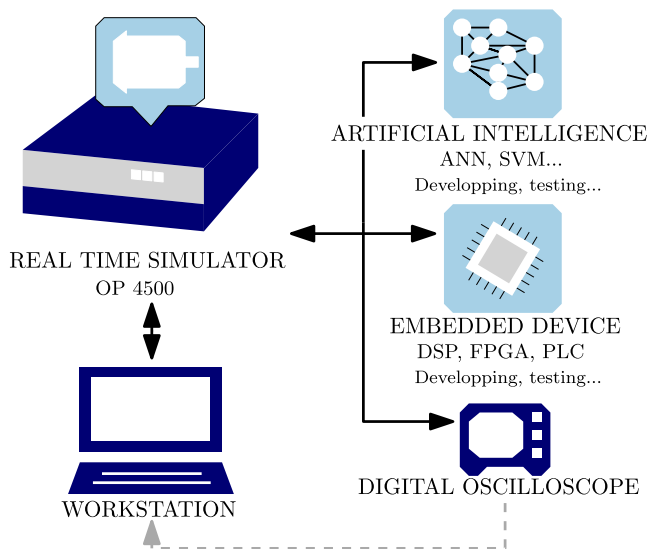 ARTIFICIAL INTELLIGENCE
ANN, SVM...
Developping, testing...
REAL TIME SIMULATOR
OP 4500
EMBEDDED DEVICE
DSP, FPGA, PLC
Developping, testing...
WORKSTATION
DIGITAL OSCILLOSCOPE